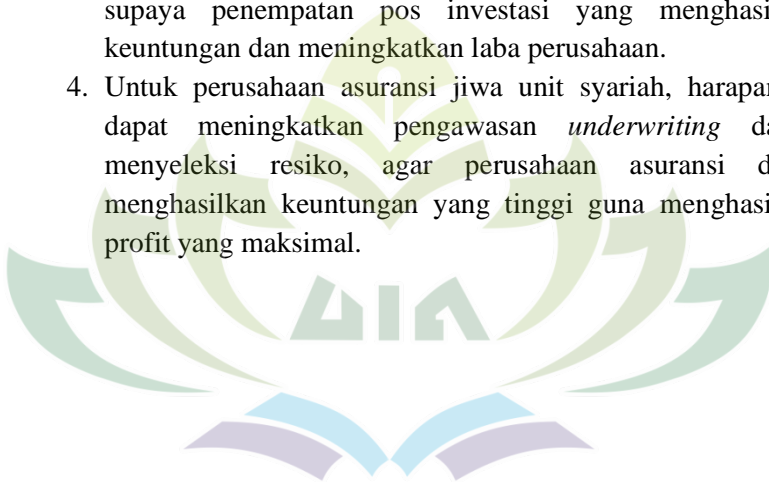 supaya penempatan pos investasi yang menghasi
keuntungan dan meningkatkan laba perusahaan.
4. Untuk perusahaan asuransi jiwa unit syariah, harapan
dapat meningkatkan pengawasan underwriting da
menyeleksi resiko, agar perusahaan asuransi d
menghasilkan keuntungan yang tinggi guna menghasi
profit yang maksimal.
UIN